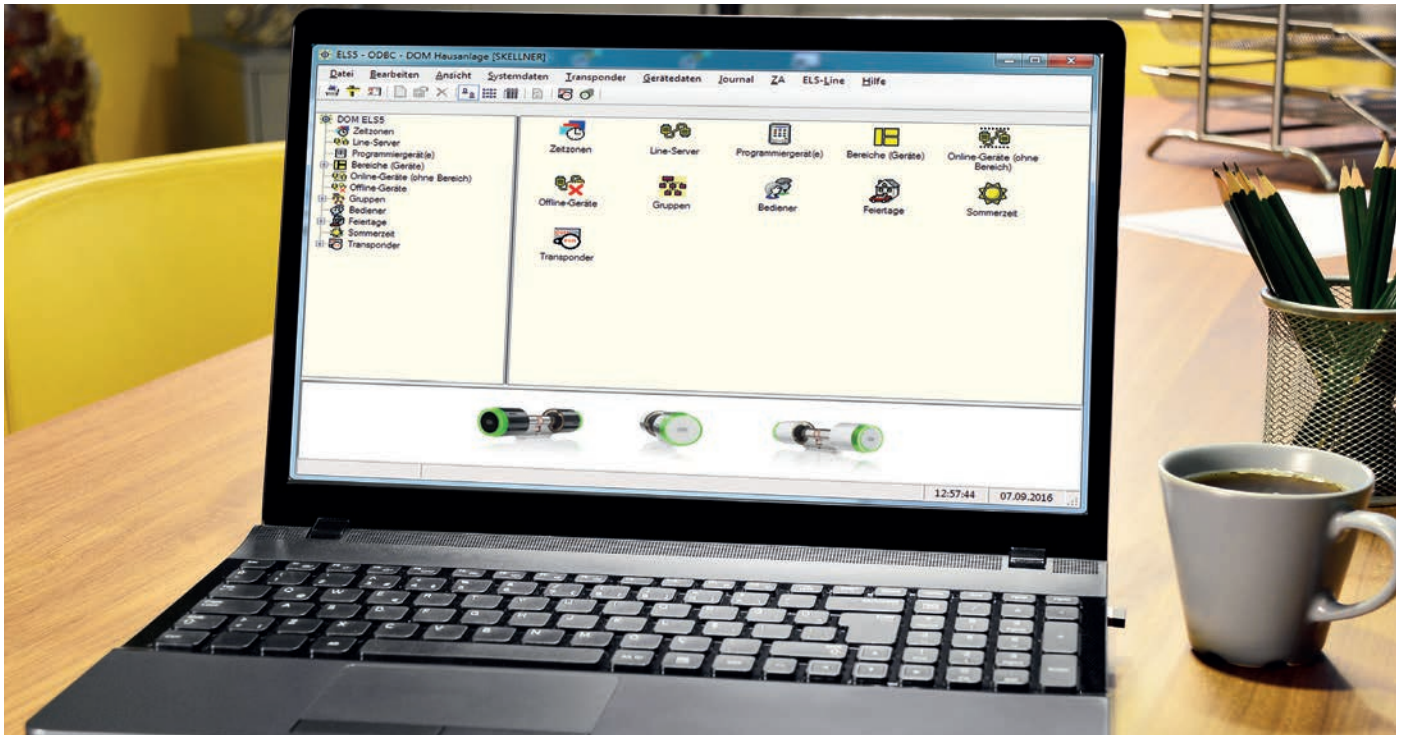 ELS5 - ODBC - DOM Hausanlage [SKELLNER]
Datei Bearbeiten Ansicht Systemdaten Transponder Gerätedaten Journal ZA ELS-Line Hilfe
DOM ELS5
Zeitzonen
Line-Server
Programmiergerät(e)
Bereiche (Geräte)
Online-Geräte (ohne Bereich)
Offline-Geräte
Gruppen
Bediener
Feiertage
Sommerzeit
Transponder
Zeitzonen
Line-Server
Programmiergerät(e)
Bereiche (Geräte)
Online-Geräte (ohne
Bereich)
Offline-Geräte
Gruppen
Bediener
Feiertage
Sommerzeit
Transponder
12:57:44 07.09.2016